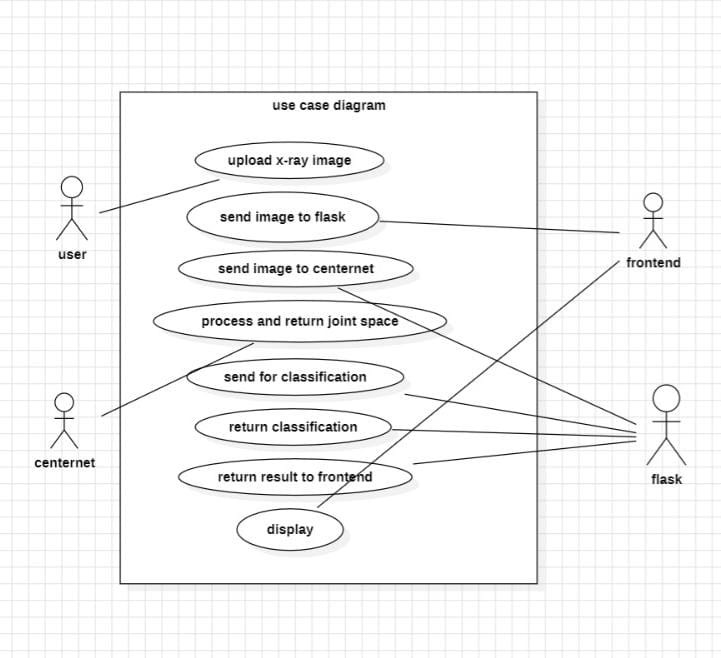 use case diagram
upload x-ray image
send image to flask
user
frontend
send image to centernet
process and return joint space
send for classification
return classification
centernet
return result to frontend
flask
display